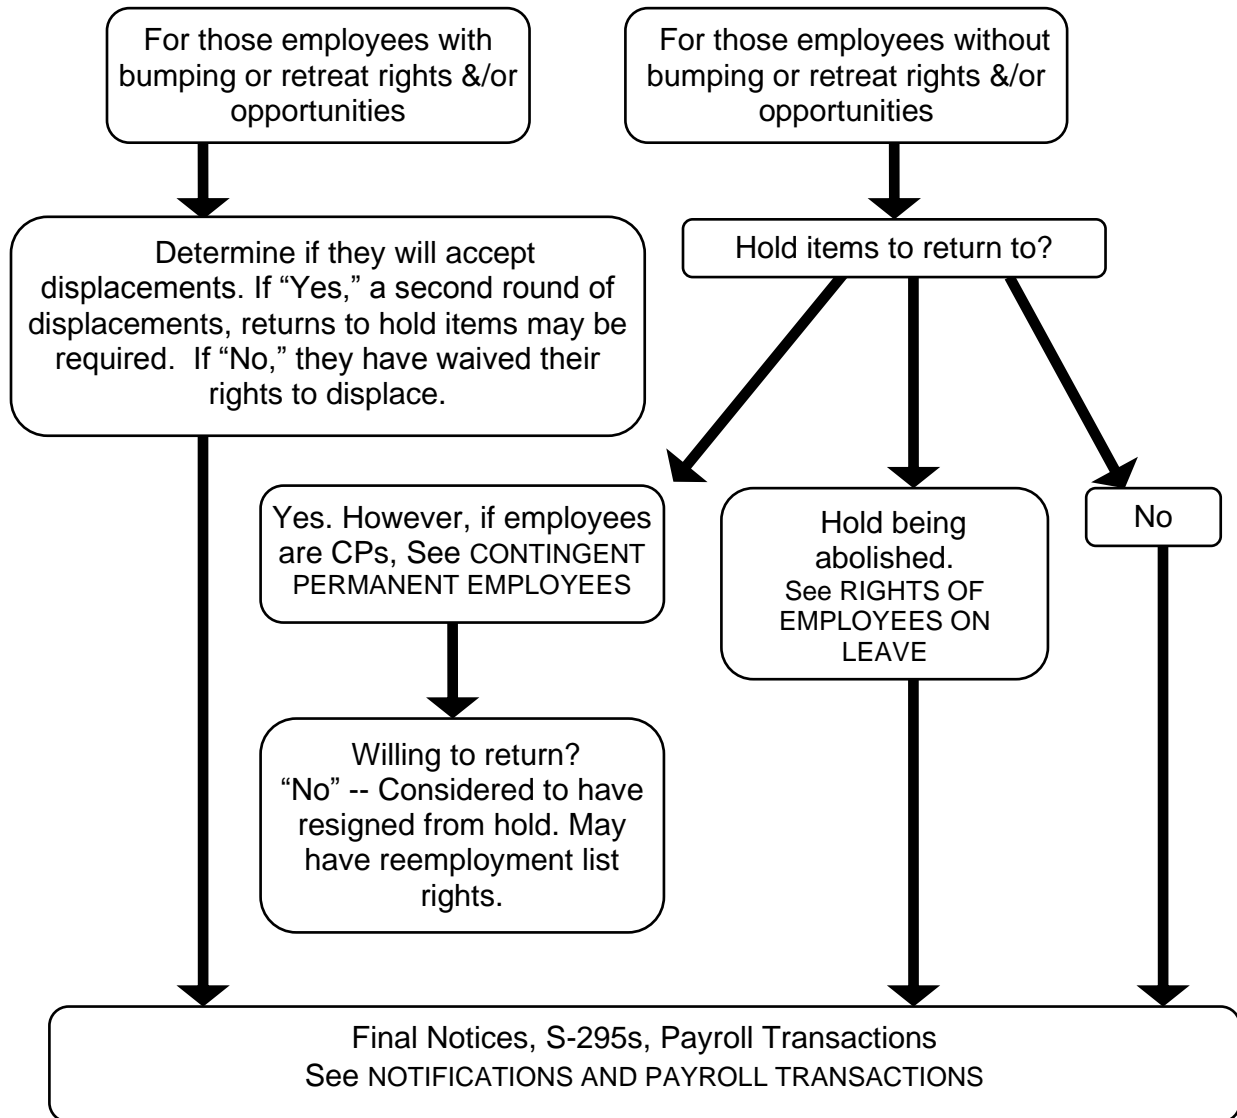 For those employees with
bumping or retreat rights &/or
opportunities
For those employees without
bumping or retreat rights &/or
opportunities
Determine if they will accept
displacements. If “Yes,” a second round of
displacements, returns to hold items may be
required.  If “No,” they have waived their
rights to displace.
Hold items to return to?
Yes. However, if employees
are CPs, See CONTINGENT
PERMANENT EMPLOYEES
Hold being
abolished.
See RIGHTS OF
EMPLOYEES ON
LEAVE
No
Willing to return?
“No” -- Considered to have
resigned from hold. May
have reemployment list
rights.
Final Notices, S-295s, Payroll Transactions
See NOTIFICATIONS AND PAYROLL TRANSACTIONS